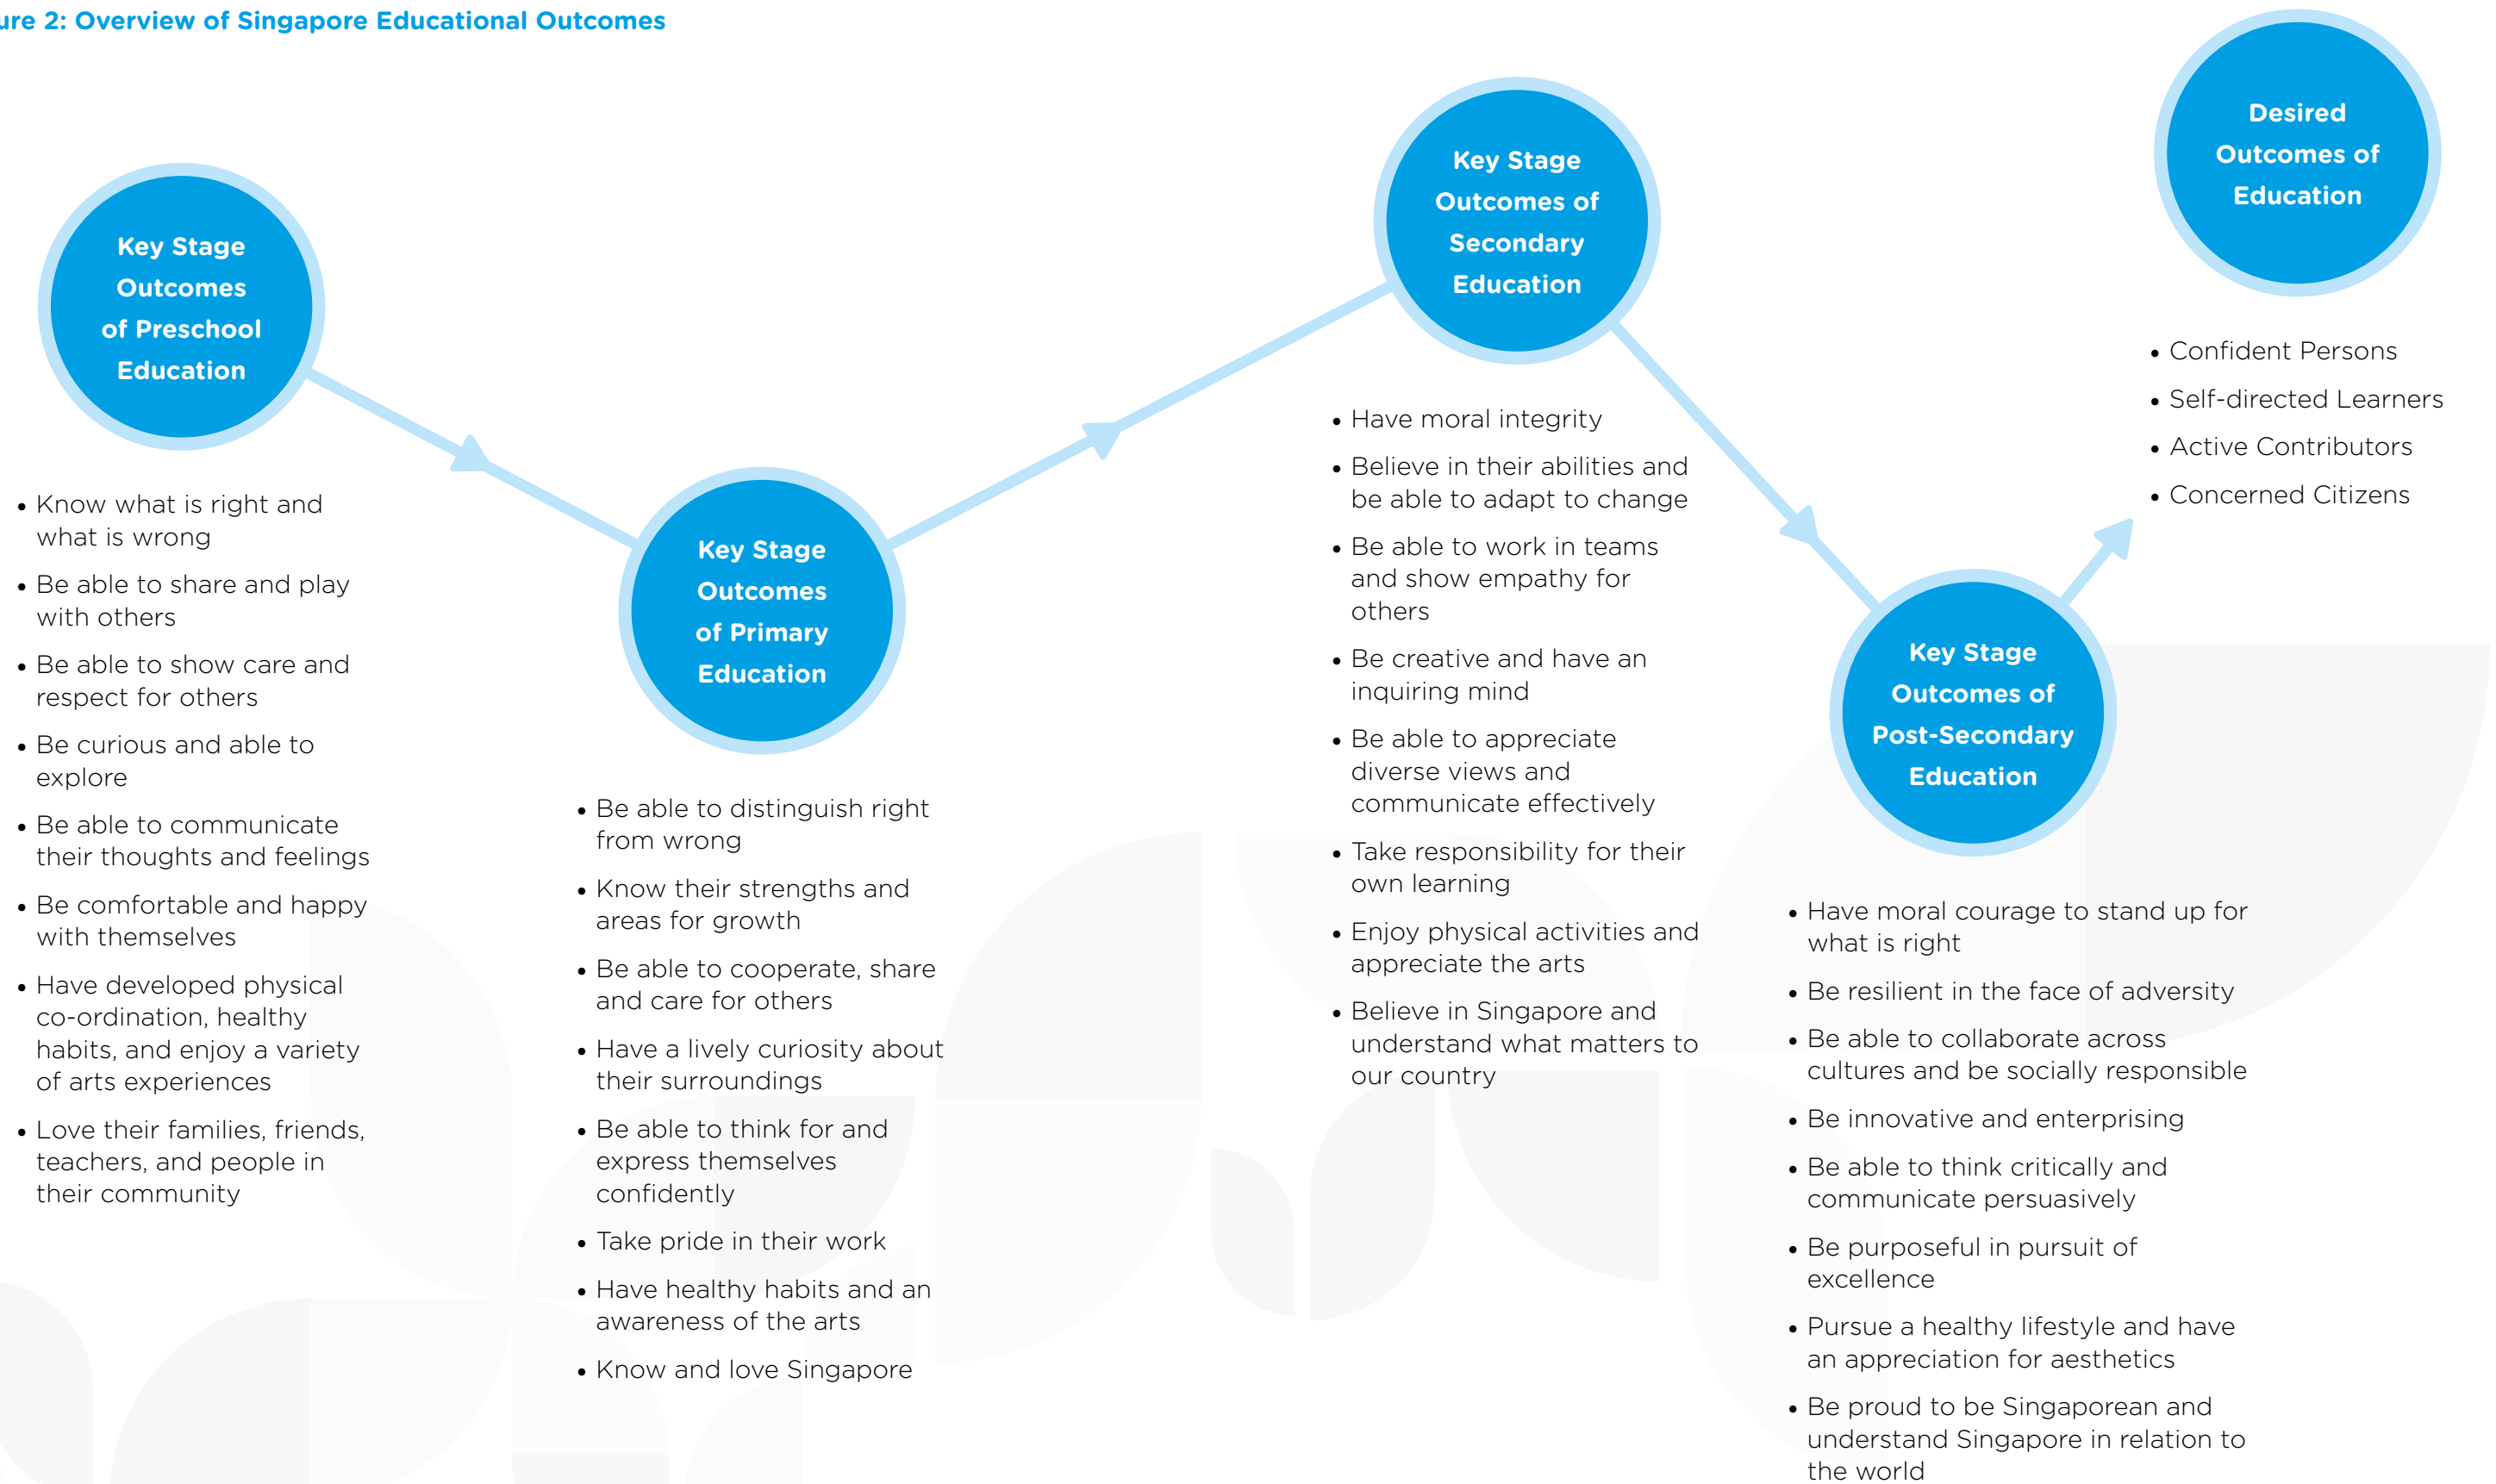 ure 2: Overview of Singapore Educational Outcomes
Key Stage
Outcomes
of Preschool
Education
• Know what is right and
what is wrong
• Be able to share and play
with others
• Be able to show care and
respect for others
• Be curious and able to
explore
• Be able to communicate
their thoughts and feelings
• Be comfortable and happy
with themselves
• Have developed physical
co-ordination, healthy
habits, and enjoy a variety
of arts experiences
• Love their families, friends,
teachers, and people in
their community
Key Stage
Outcomes
of Primary
Education
• Be able to distinguish right
from wrong
• Know their strengths and
areas for growth
• Be able to cooperate, share
and care for others
• Have a lively curiosity about
their surroundings
• Be able to think for and
express themselves
confidently
• Take pride in their work
• Have healthy habits and an
awareness of the arts
• Know and love Singapore
Key Stage
Outcomes of
Secondary
Education
• Have moral integrity
• Believe in their abilities and
be able to adapt to change
• Be able to work in teams
and show empathy for
others
• Be creative and have an
inquiring mind
• Be able to appreciate
diverse views and
communicate effectively
• Take responsibility for their
own learning
• Enjoy physical activities and
appreciate the arts
• Believe in Singapore and
understand what matters to
our country
Key Stage
Outcomes of
Post-Secondary
Education
• Have moral courage to stand up for
what is right
• Be resilient in the face of adversity
• Be able to collaborate across
cultures and be socially responsible
• Be innovative and enterprising
• Be able to think critically and
communicate persuasively
• Be purposeful in pursuit of
excellence
• Pursue a healthy lifestyle and have
an appreciation for aesthetics
• Be proud to be Singaporean and
understand Singapore in relation to
the world
Desired
Outcomes of
Education
• Confident Persons
• Self-directed Learners
• Active Contributors
• Concerned Citizens